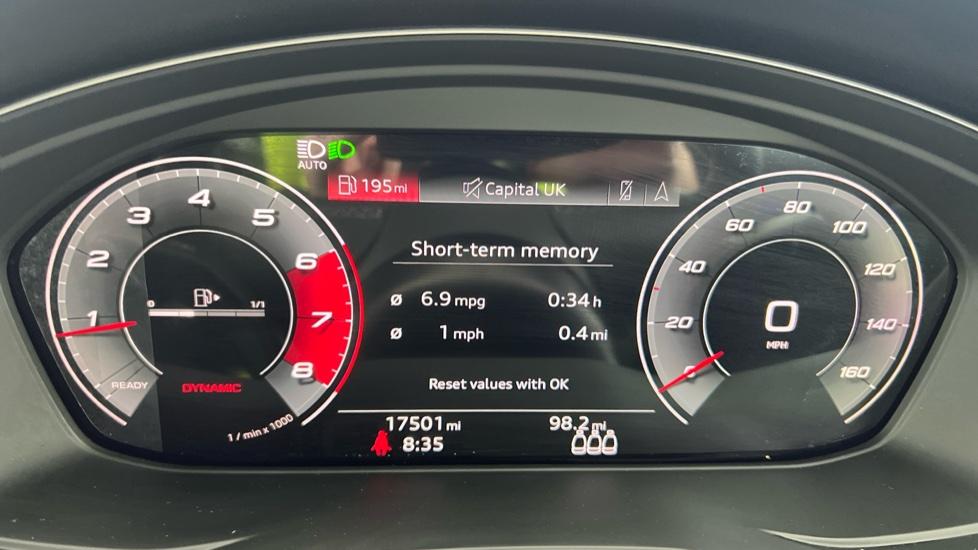 AUTO
195 mi
Capital UK
1 2 3 4 5 6 7 8
0 1/1
READY
DYNAMIC
1 / min x 1000
Short-term memory
ø 6.9 mpg 0:34 h
ø 1 mph 0.4 mi
Reset values with OK
17501 mi 98.2 mi
8:35
0 20 40 60 80 100 120 140 160
0
MPH